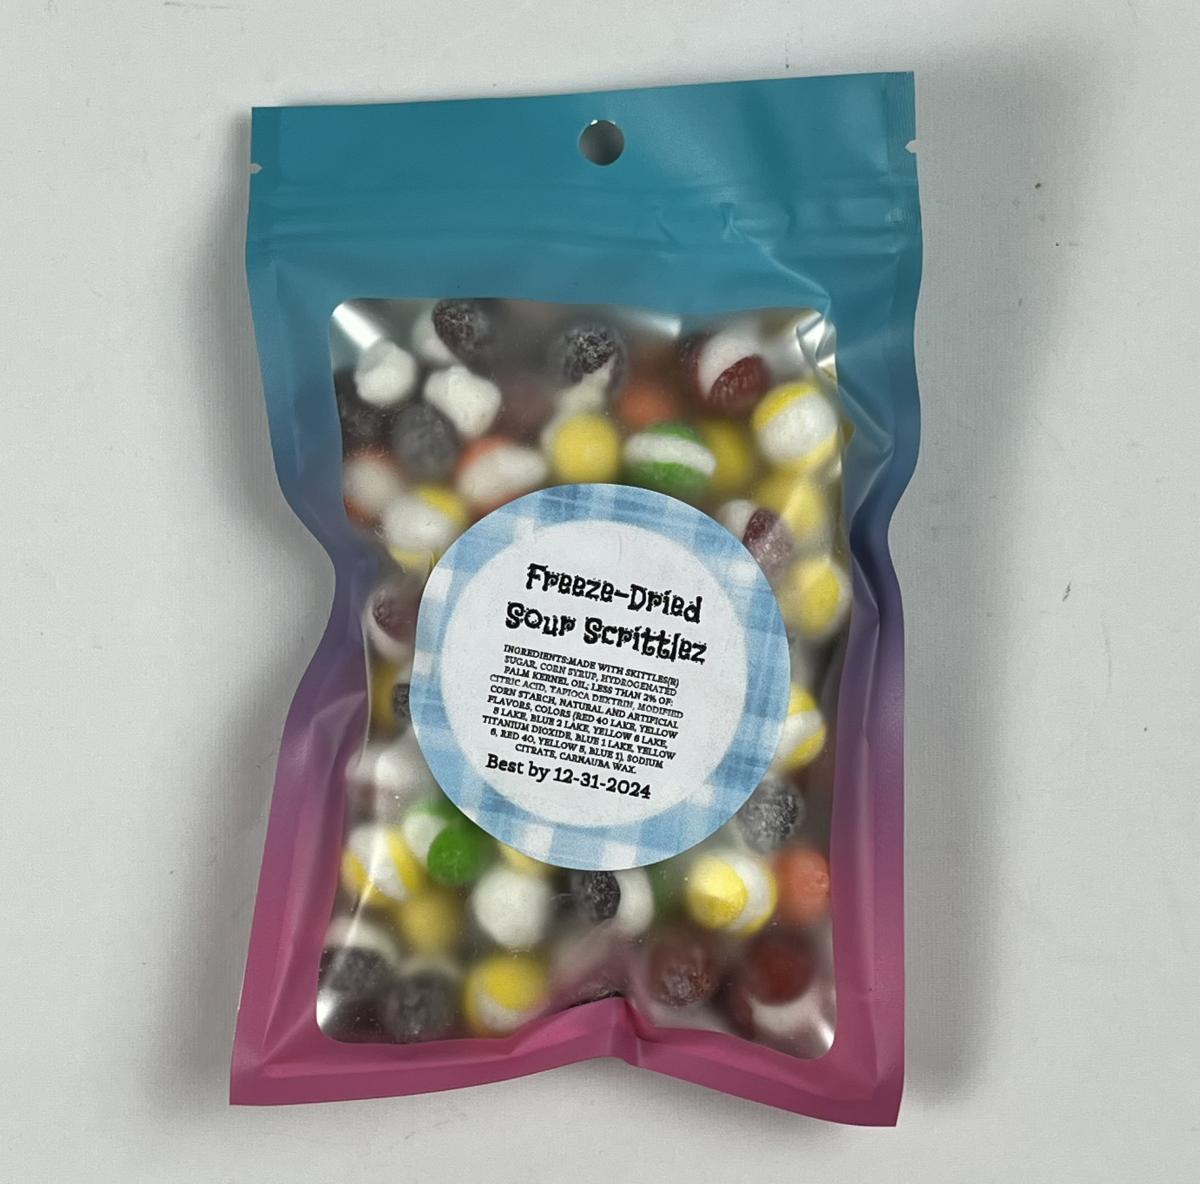 Freeze-Dried
Sour Scrittlez
INGREDIENTS:MADE WITH SKITTLES(R)
SUGAR, CORN SYRUP, HYDROGENATED
PALM KERNEL OIL; LESS THAN 2% OF:
CITRIC ACID, TAPIOCA DEXTRIN, MODIFIED
CORN STARCH, NATURAL AND ARTIFICIAL
FLAVORS, COLORS (RED 40 LAKE, YELLOW
5 LAKE, BLUE 2 LAKE, YELLOW 6 LAKE,
TITANIUM DIOXIDE, BLUE 1 LAKE, YELLOW
6, RED 40, YELLOW 5, BLUE 1), SODIUM
CITRATE, CARNAUBA WAX.
Best by 12-31-2024